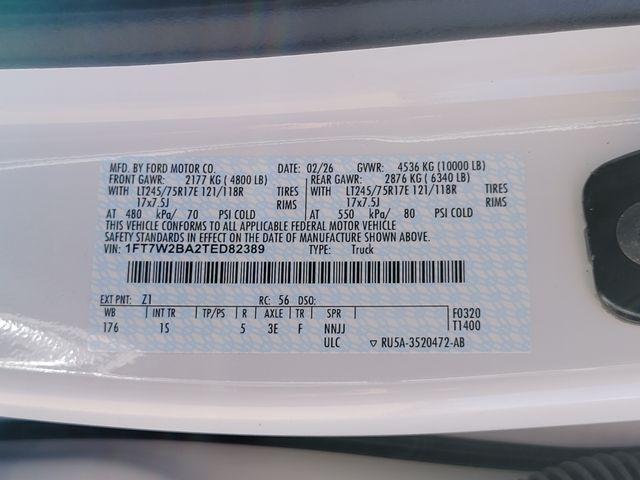 MFD. BY FORD MOTOR CO. DATE: 02/26 GVWR: 4536 KG (10000 LB)
FRONT GAWR: 2177 KG ( 4800 LB) REAR GAWR: 2876 KG ( 6340 LB)
WITH LT245/75R17E 121/118R TIRES WITH LT245/75R17E 121/118R TIRES
17x7.5J RIMS 17x7.5J RIMS
AT 480 kPa/ 70 PSI COLD AT 550 kPa/ 80 PSI COLD
THIS VEHICLE CONFORMS TO ALL APPLICABLE FEDERAL MOTOR VEHICLE
SAFETY STANDARDS IN EFFECT ON THE DATE OF MANUFACTURE SHOWN ABOVE.
VIN: 1FT7W2BA2TED82389 TYPE: Truck
EXT PNT: Z1 RC: 56 DSO:
WB INT TR TP/PS R AXLE TR SPR F0320
176 1S 5 3E F NNJJ T1400
ULC ▽ RU5A-3520472-AB